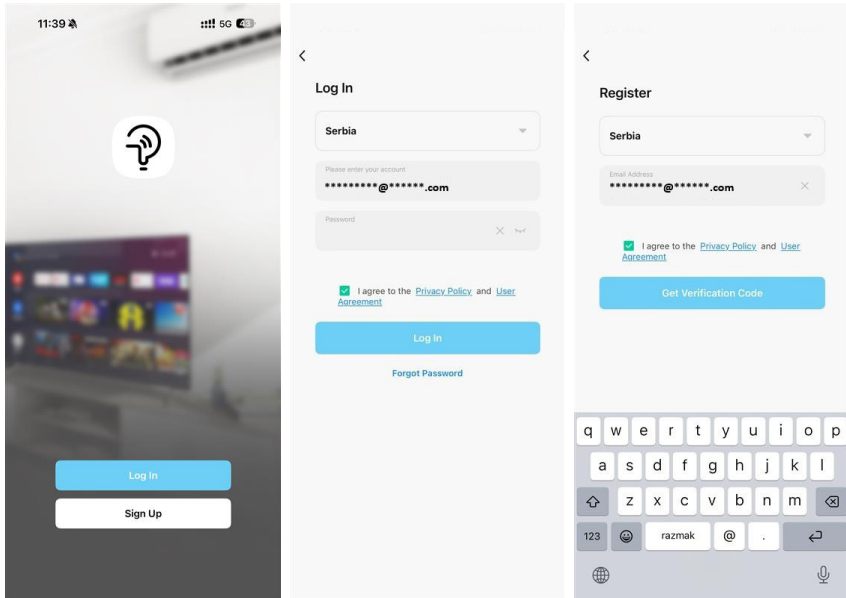 11:39
5G 43
Log In
Sign Up
Log In
Serbia
Please enter your account
*********@******.com
Password
I agree to the Privacy Policy and User
Agreement
Log In
Forgot Password
Register
Serbia
Email Address
*********@******.com
I agree to the Privacy Policy and User
Agreement
Get Verification Code
q w e r t y u i o p
a s d f g h j k l
z x c v b n m
123 razmak @ .